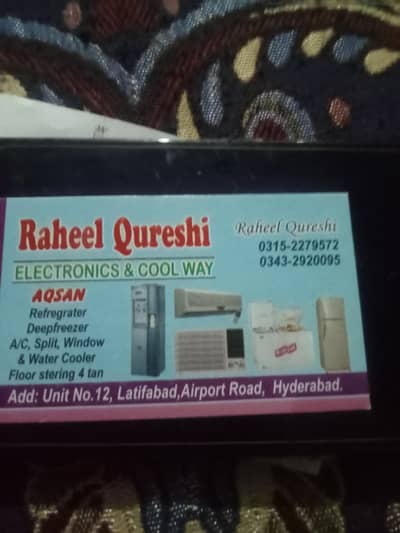 Raheel Qureshi
ELECTRONICS & COOL WAY
AQSAN
Refregrater
Deepfreezer
A/C, Split, Window
& Water Cooler
Floor stering 4 tan
Raheel Qureshi
0315-2279572
0343-2920095
Add: Unit No.12, Latifabad,Airport Road, Hyderabad.